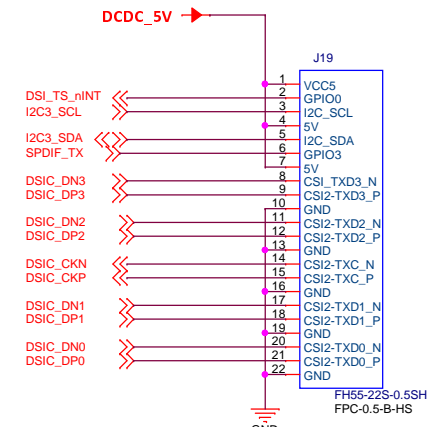 DCDC_5V
J19
1 VCC5
DSI_TS_nINT 2 GPIO0
I2C3_SCL 3 I2C_SCL
4 5V
I2C3_SDA 5 I2C_SDA
SPDIF_TX 6 GPIO3
7 5V
DSIC_DN3 8 CSI_TXD3_N
DSIC_DP3 9 CSI2-TXD3_P
10 GND
DSIC_DN2 11 CSI2-TXD2_N
DSIC_DP2 12 CSI2-TXD2_P
13 GND
DSIC_CKN 14 CSI2-TXC_N
DSIC_CKP 15 CSI2-TXC_P
16 GND
DSIC_DN1 17 CSI2-TXD1_N
DSIC_DP1 18 CSI2-TXD1_P
19 GND
DSIC_DN0 20 CSI2-TXD0_N
DSIC_DP0 21 CSI2-TXD0_P
22 GND
FH55-22S-0.5SH
FPC-0.5-B-HS
GND